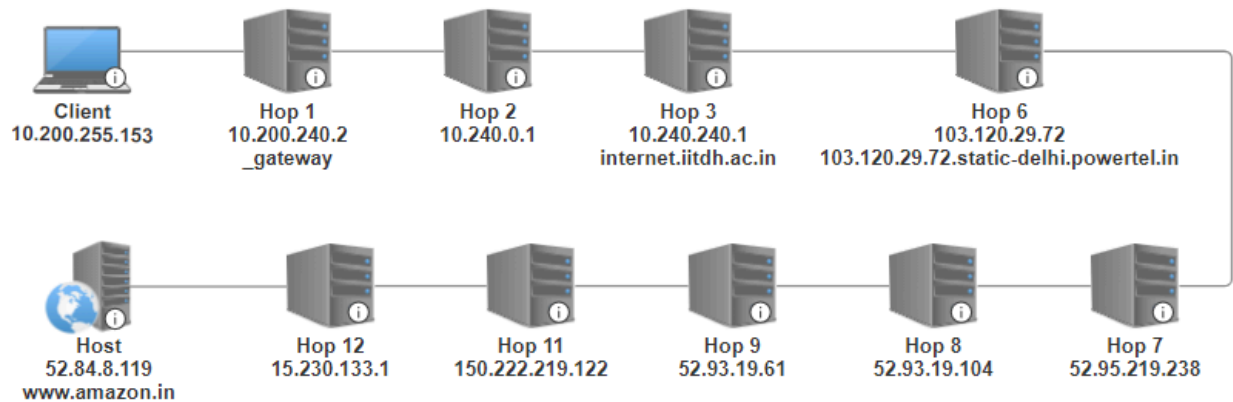 Client
10.200.255.153
Hop 1
10.200.240.2
_gateway
Hop 2
10.240.0.1
Hop 3
10.240.240.1
internet.iitdh.ac.in
Hop 6
103.120.29.72
103.120.29.72.static-delhi.powertel.in
Host
52.84.8.119
www.amazon.in
Hop 12
15.230.133.1
Hop 11
150.222.219.122
Hop 9
52.93.19.61
Hop 8
52.93.19.104
Hop 7
52.95.219.238